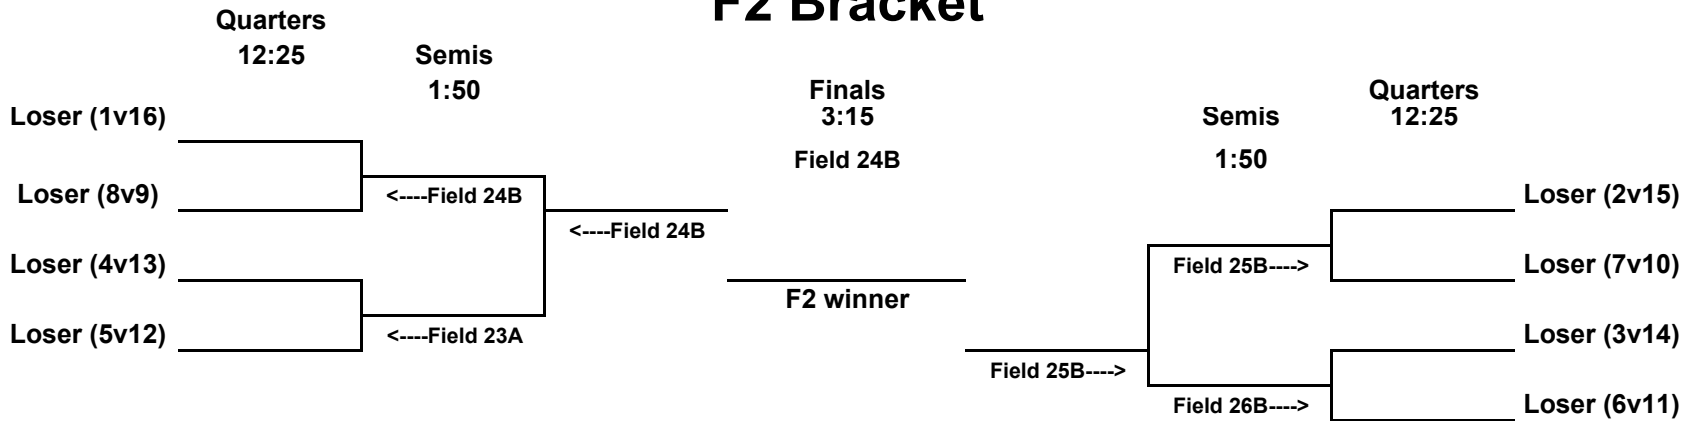 F2 Bracket
Quarters
12:25
Semis
1:50
Finals
3:15
Field 24B
Semis
1:50
Quarters
12:25
Loser (1v16)
Loser (8v9)
Loser (4v13)
Loser (5v12)
<----Field 24B
<----Field 23A
<----Field 24B
F2 winner
Field 25B---->
Field 25B---->
Field 26B---->
Loser (2v15)
Loser (7v10)
Loser (3v14)
Loser (6v11)